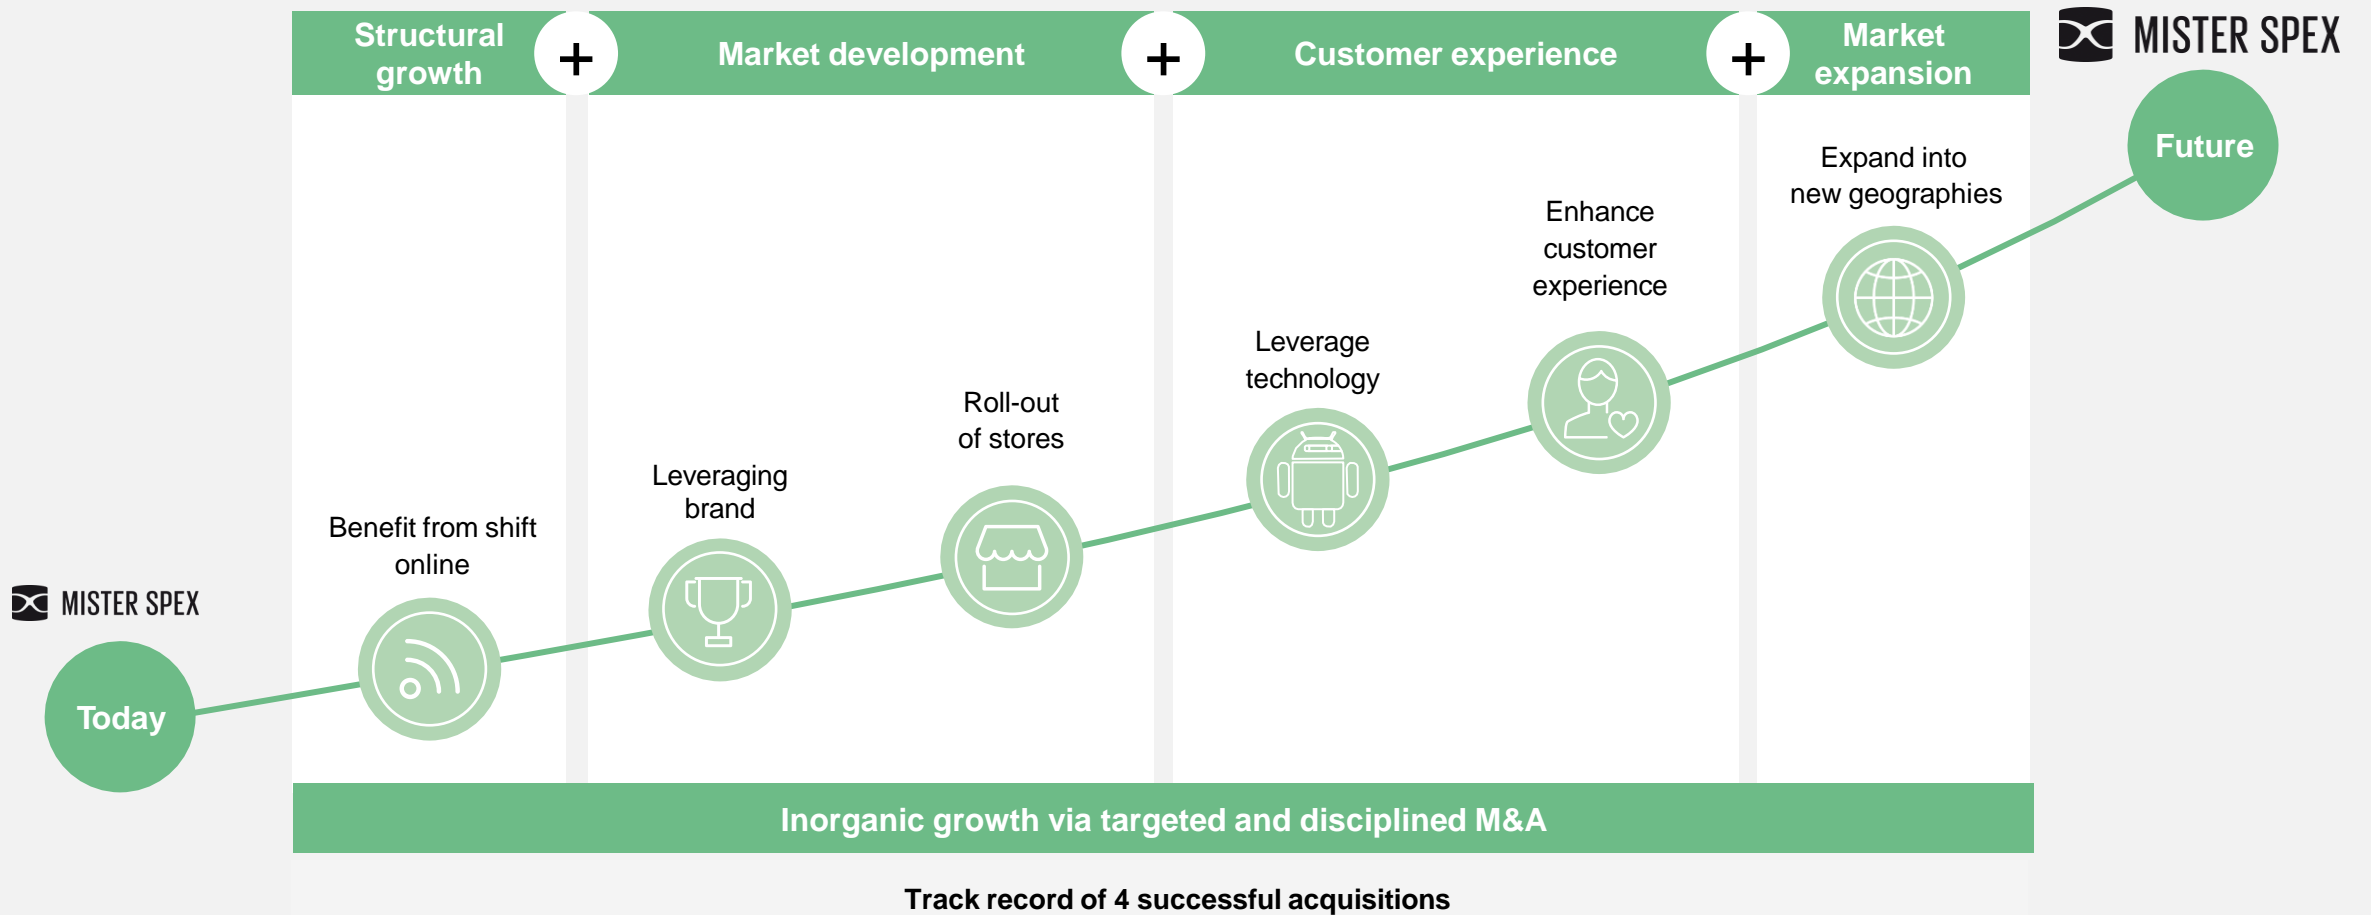 Structural
growth
+
Market development
+
Customer experience
+
Market
expansion
MISTER SPEX
Future
Expand into
new geographies
Enhance
customer
experience
Leverage
technology
Roll-out
of stores
Leveraging
brand
Benefit from shift
online
MISTER SPEX
Today
Inorganic growth via targeted and disciplined M&A
Track record of 4 successful acquisitions